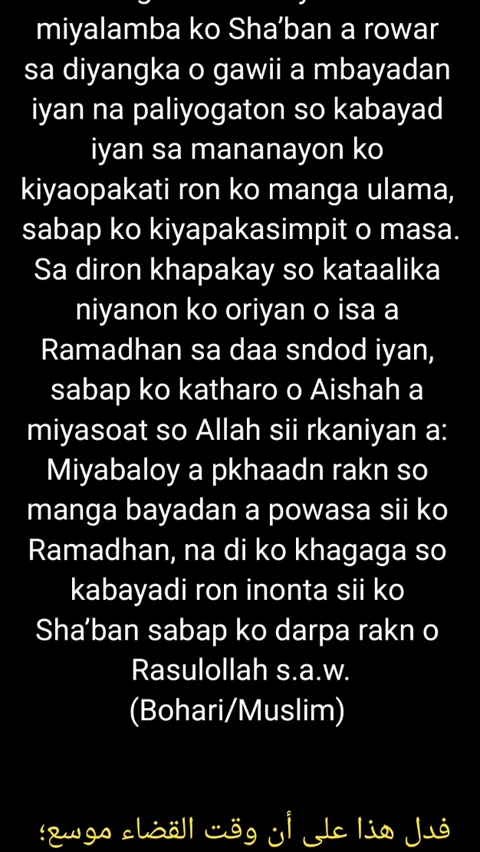 miyalamba ko Sha’ban a rowar
sa diyangka o gawii a mbayadan
iyan na paliyogaton so kabayad
iyan sa mananayon ko
kiyaopakati ron ko manga ulama,
sabap ko kiyapakasimpit o masa.
Sa diron khapakay so kataalika
niyanon ko oriyan o isa a
Ramadhan sa daa sndod iyan,
sabap ko katharo o Aishah a
miyasoat so Allah sii rkaniyan a:
Miyabaloy a pkhaadn rakn so
manga bayadan a powasa sii ko
Ramadhan, na di ko khagaga so
kabayadi ron inonta sii ko
Sha’ban sabap ko darpa rakn o
Rasulollah s.a.w.
(Bohari/Muslim)
فدل هذا على أن وقت القضاء موسع؛